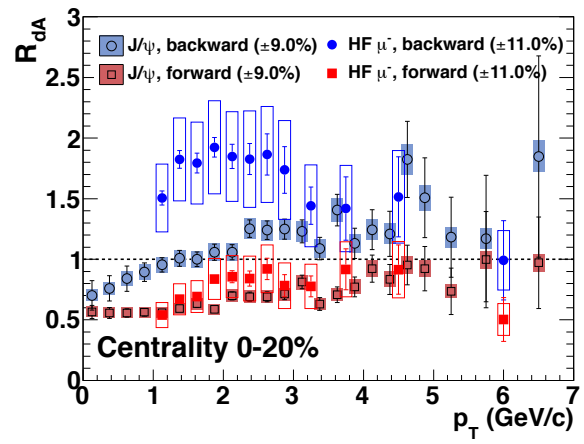 J/ψ, backward (±9.0%) HF μ⁻, backward (±11.0%)
J/ψ, forward (±9.0%) HF μ⁻, forward (±11.0%)
R_dA
3
2.5
2
1.5
1
0.5
0
Centrality 0-20%
0 1 2 3 4 5 6 7
p_T (GeV/c)